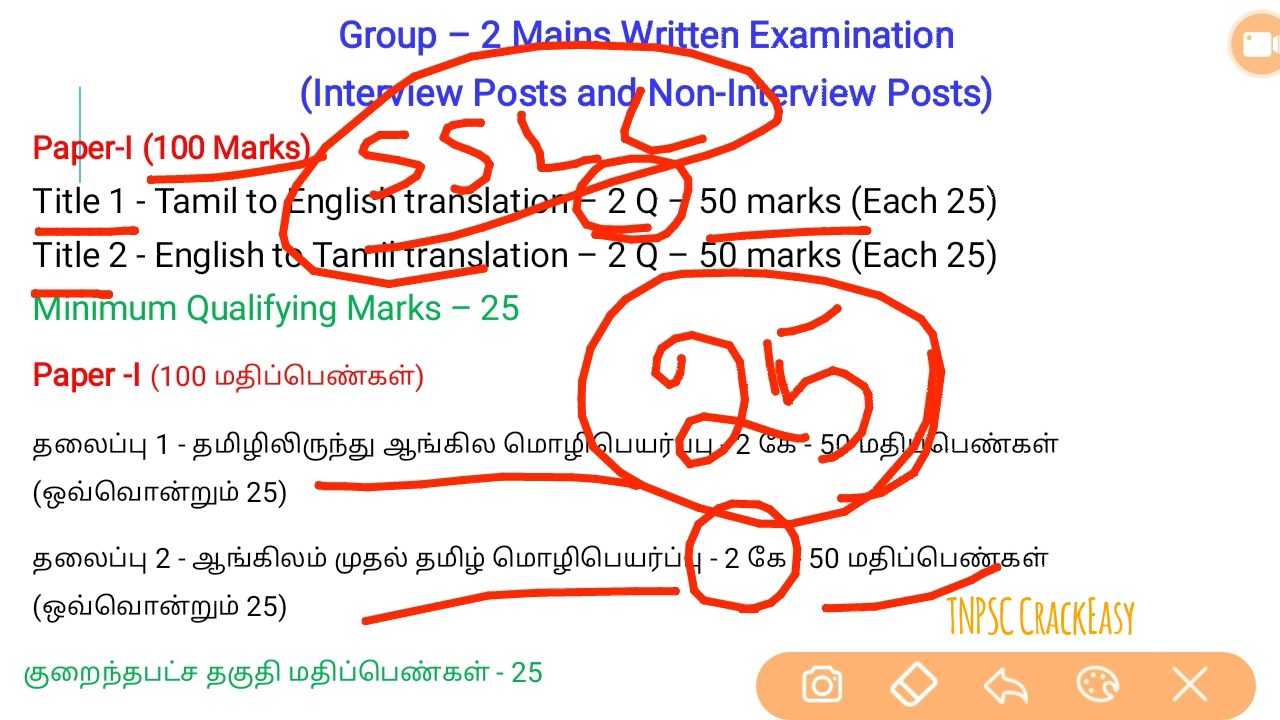 Group – 2 Mains Written Examination
(Interview Posts and Non-Interview Posts)
Paper-I (100 Marks)
SSLC
Title 1 - Tamil to English translation – 2 Q – 50 marks (Each 25)
Title 2 - English to Tamil translation – 2 Q – 50 marks (Each 25)
Minimum Qualifying Marks – 25
25
Paper -I (100 மதிப்பெண்கள்)
தலைப்பு 1 - தமிழிலிருந்து ஆங்கில மொழிபெயர்ப்பு - 2 கே - 50 மதிப்பெண்கள்
(ஒவ்வொன்றும் 25)
தலைப்பு 2 - ஆங்கிலம் முதல் தமிழ் மொழிபெயர்ப்பு - 2 கே - 50 மதிப்பெண்கள்
(ஒவ்வொன்றும் 25)
TNPSC CrackEasy
குறைந்தபட்ச தகுதி மதிப்பெண்கள் - 25